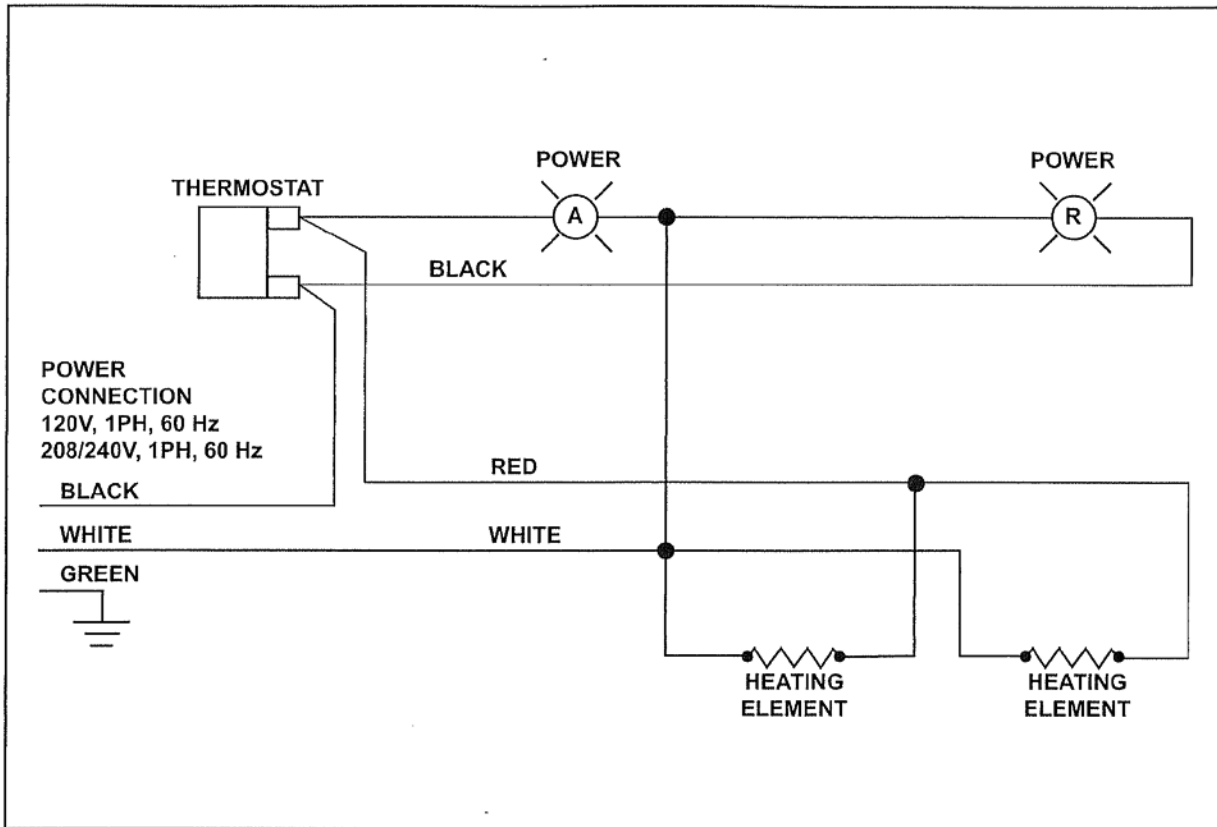 POWER
POWER
THERMOSTAT
A
R
BLACK
POWER
CONNECTION
120V, 1PH, 60 Hz
208/240V, 1PH, 60 Hz
RED
BLACK
WHITE
WHITE
GREEN
HEATING
ELEMENT
HEATING
ELEMENT